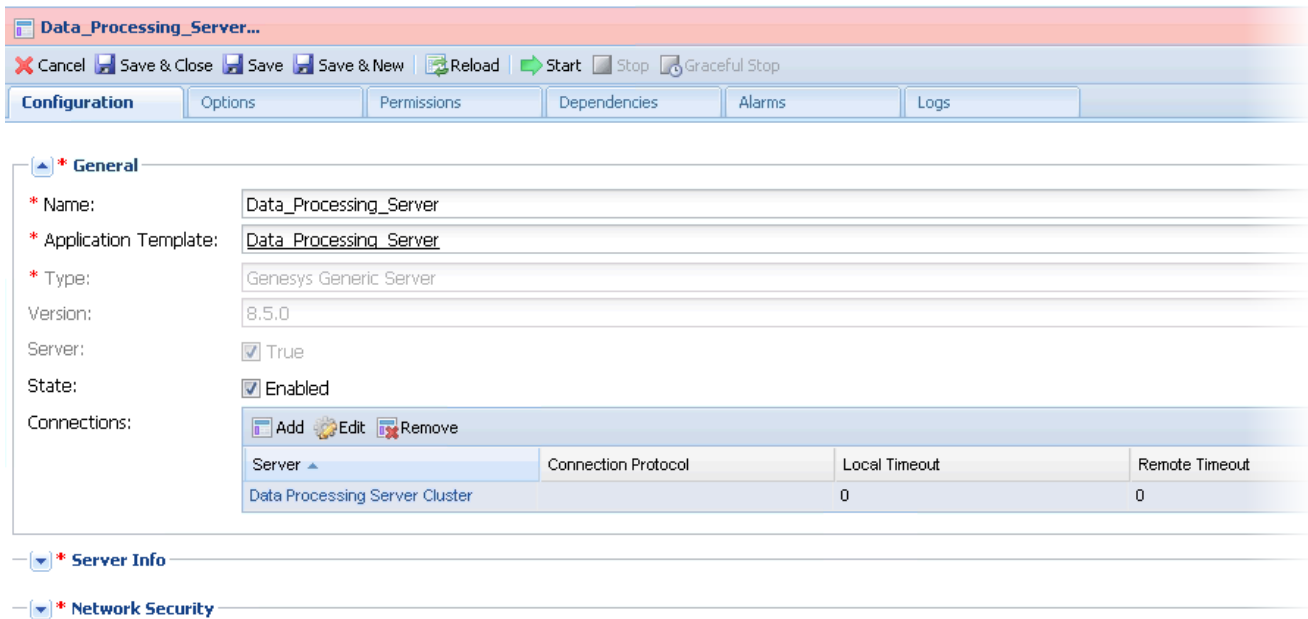 Data_Processing_Server...
Cancel Save & Close Save Save & New Reload Start Stop Graceful Stop
Configuration Options Permissions Dependencies Alarms Logs
* General
* Name: Data_Processing_Server
* Application Template: Data_Processing_Server
* Type: Genesys Generic Server
Version: 8.5.0
Server: True
State: Enabled
Connections: Add Edit Remove
Server Connection Protocol Local Timeout Remote Timeout
Data Processing Server Cluster 0 0
* Server Info
* Network Security